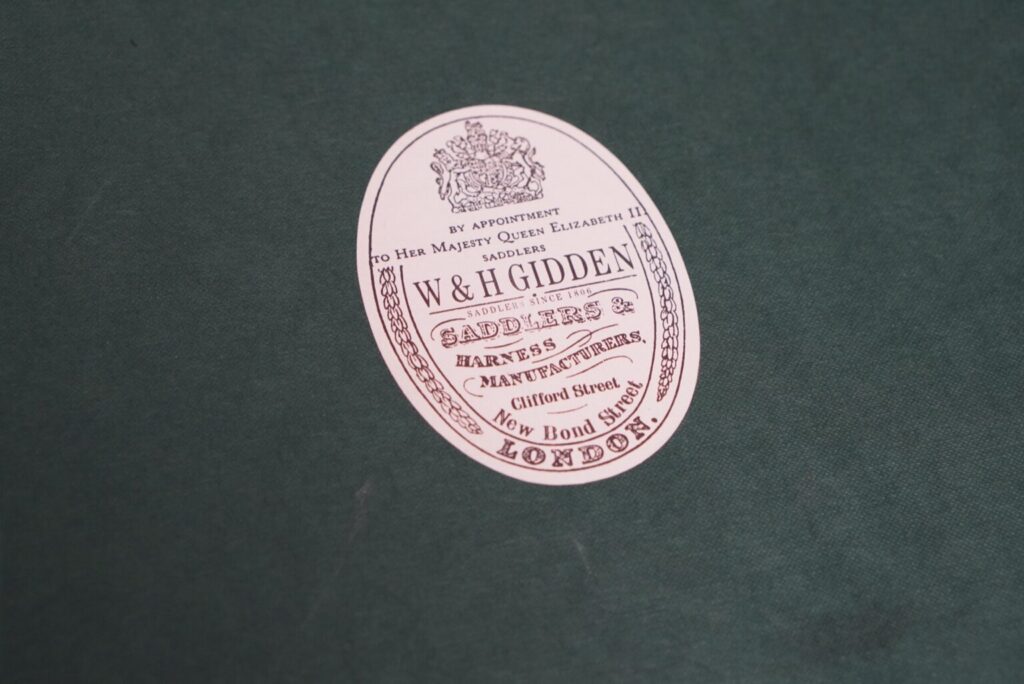 BY APPOINTMENT
TO HER MAJESTY QUEEN ELIZABETH II.
SADDLERS
W & H GIDDEN
SADDLERS SINCE 1806
SADDLERS &
HARNESS
MANUFACTURERS,
Clifford Street
New Bond Street
LONDON.